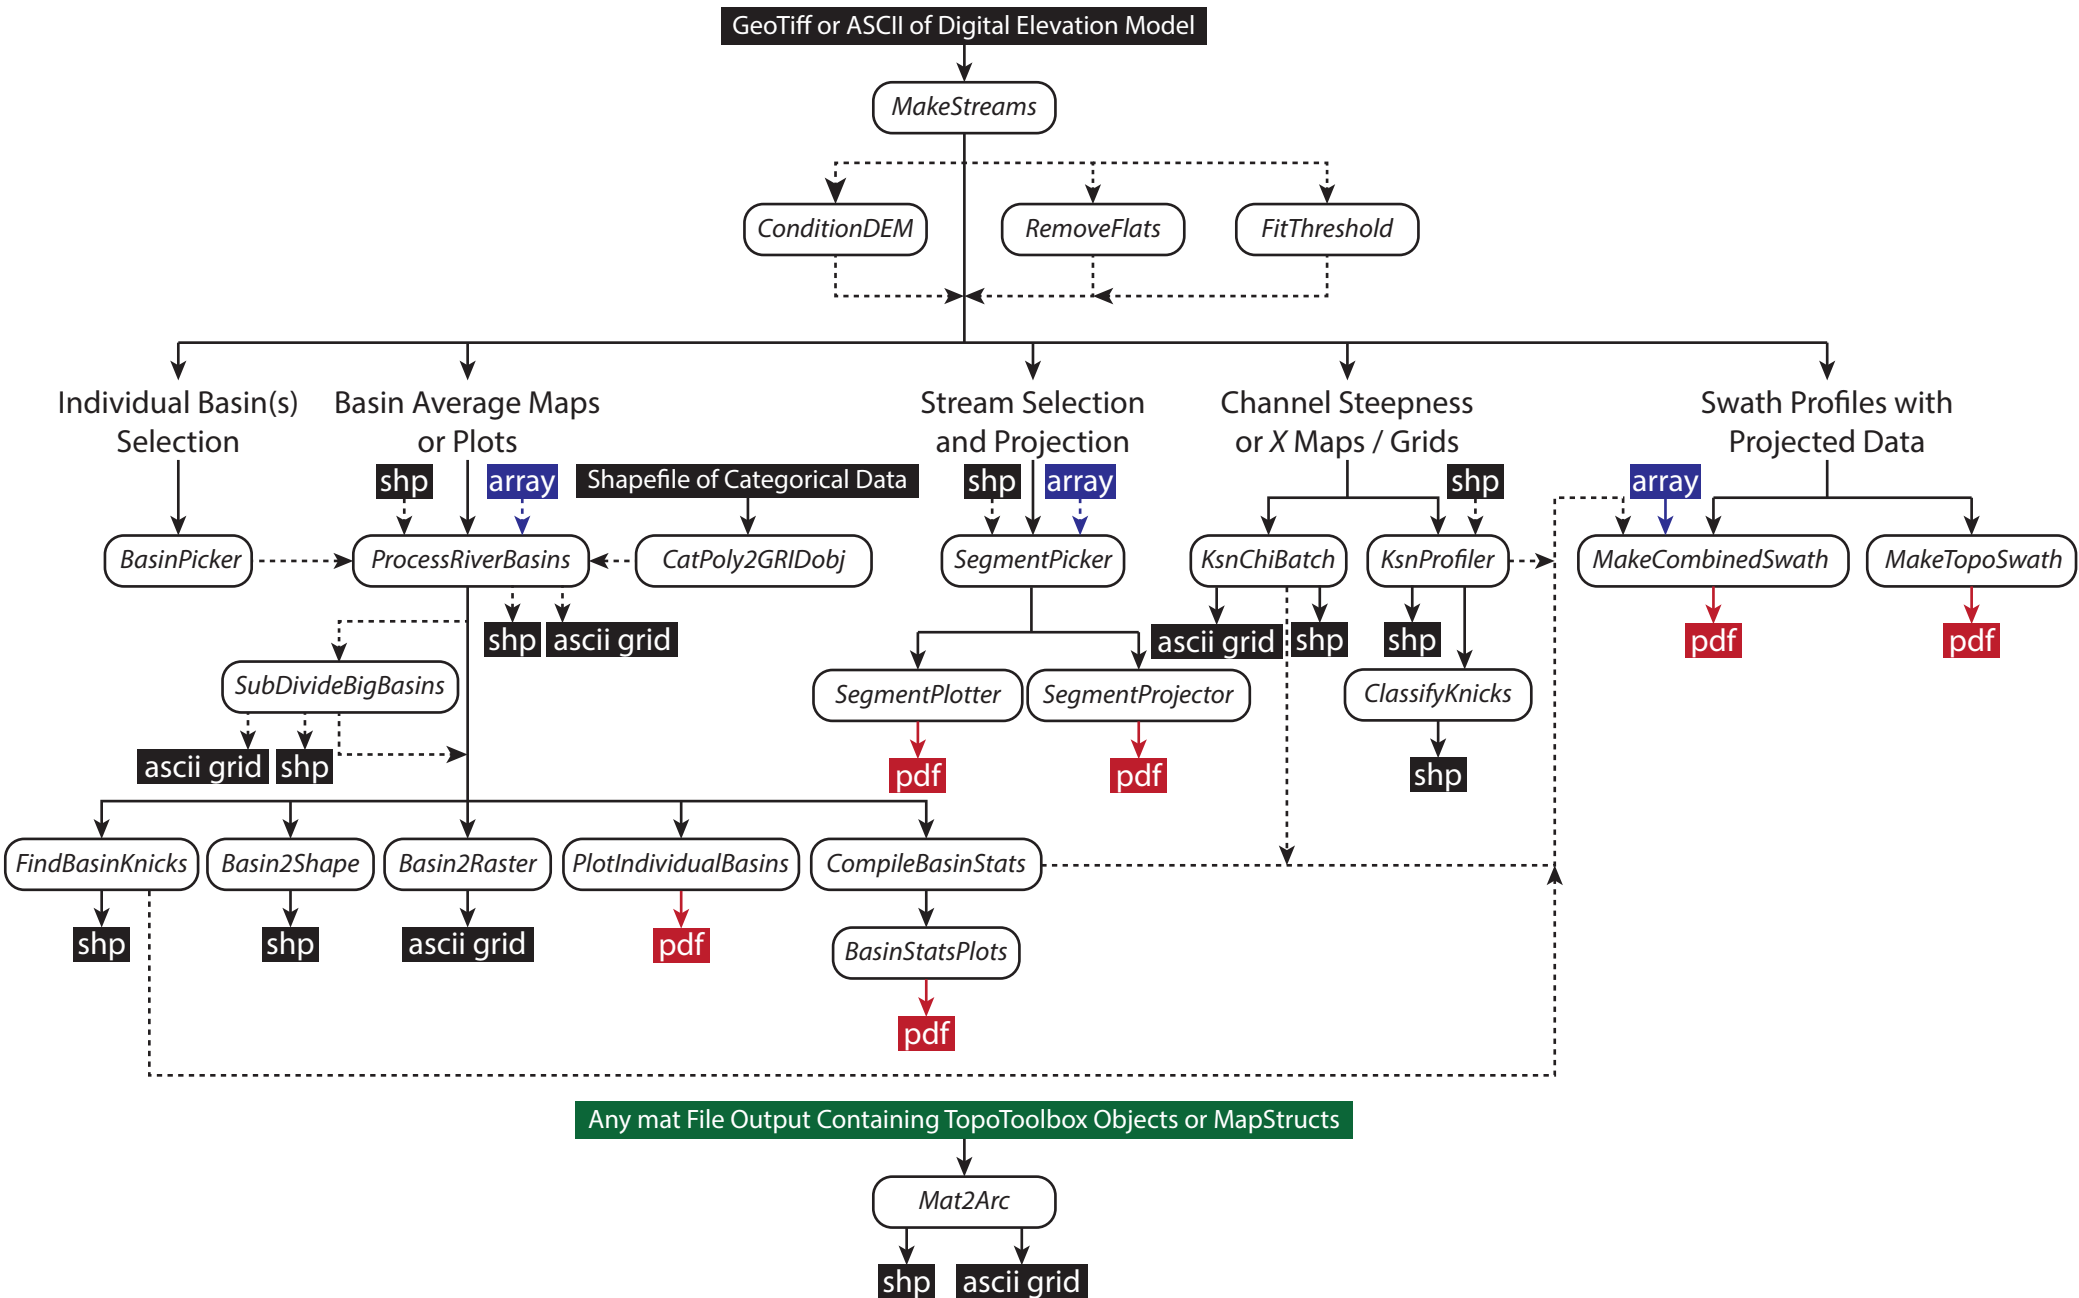 GeoTiff or ASCII of Digital Elevation Model
MakeStreams
ConditionDEM
RemoveFlats
FitThreshold
Individual Basin(s)
Selection
Basin Average Maps
or Plots
Stream Selection
and Projection
Channel Steepness
or X Maps / Grids
Swath Profiles with
Projected Data
shp
array
Shapefile of Categorical Data
shp
array
shp
array
BasinPicker
ProcessRiverBasins
CatPoly2GRIDobj
SegmentPicker
KsnChiBatch
KsnProfiler
MakeCombinedSwath
MakeTopoSwath
shp
ascii grid
ascii grid
shp
shp
pdf
pdf
SubDivideBigBasins
SegmentPlotter
SegmentProjector
ClassifyKnicks
ascii grid
shp
pdf
pdf
shp
FindBasinKnicks
Basin2Shape
Basin2Raster
PlotIndividualBasins
CompileBasinStats
shp
shp
ascii grid
pdf
BasinStatsPlots
pdf
Any mat File Output Containing TopoToolbox Objects or MapStructs
Mat2Arc
shp
ascii grid